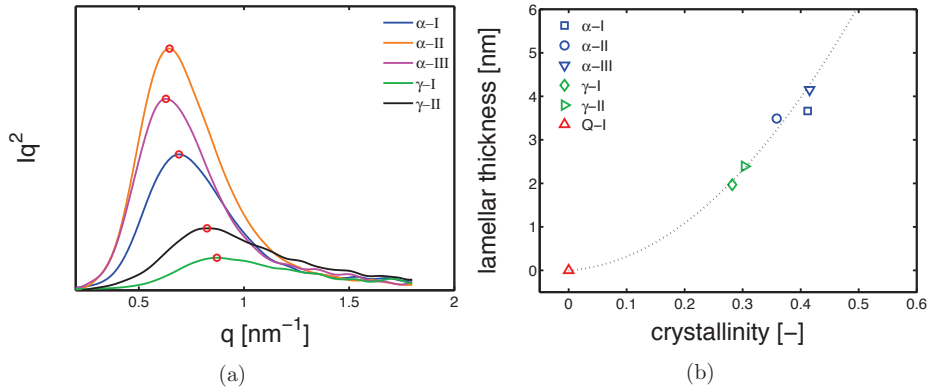 Iq²
α–I
α–II
α–III
γ–I
γ–II
0.5
1
1.5
2
q [nm⁻¹]
(a)
lamellar thickness [nm]
6
5
4
3
2
1
0
α–I
α–II
α–III
γ–I
γ–II
Q–I
0
0.1
0.2
0.3
0.4
0.5
0.6
crystallinity [–]
(b)